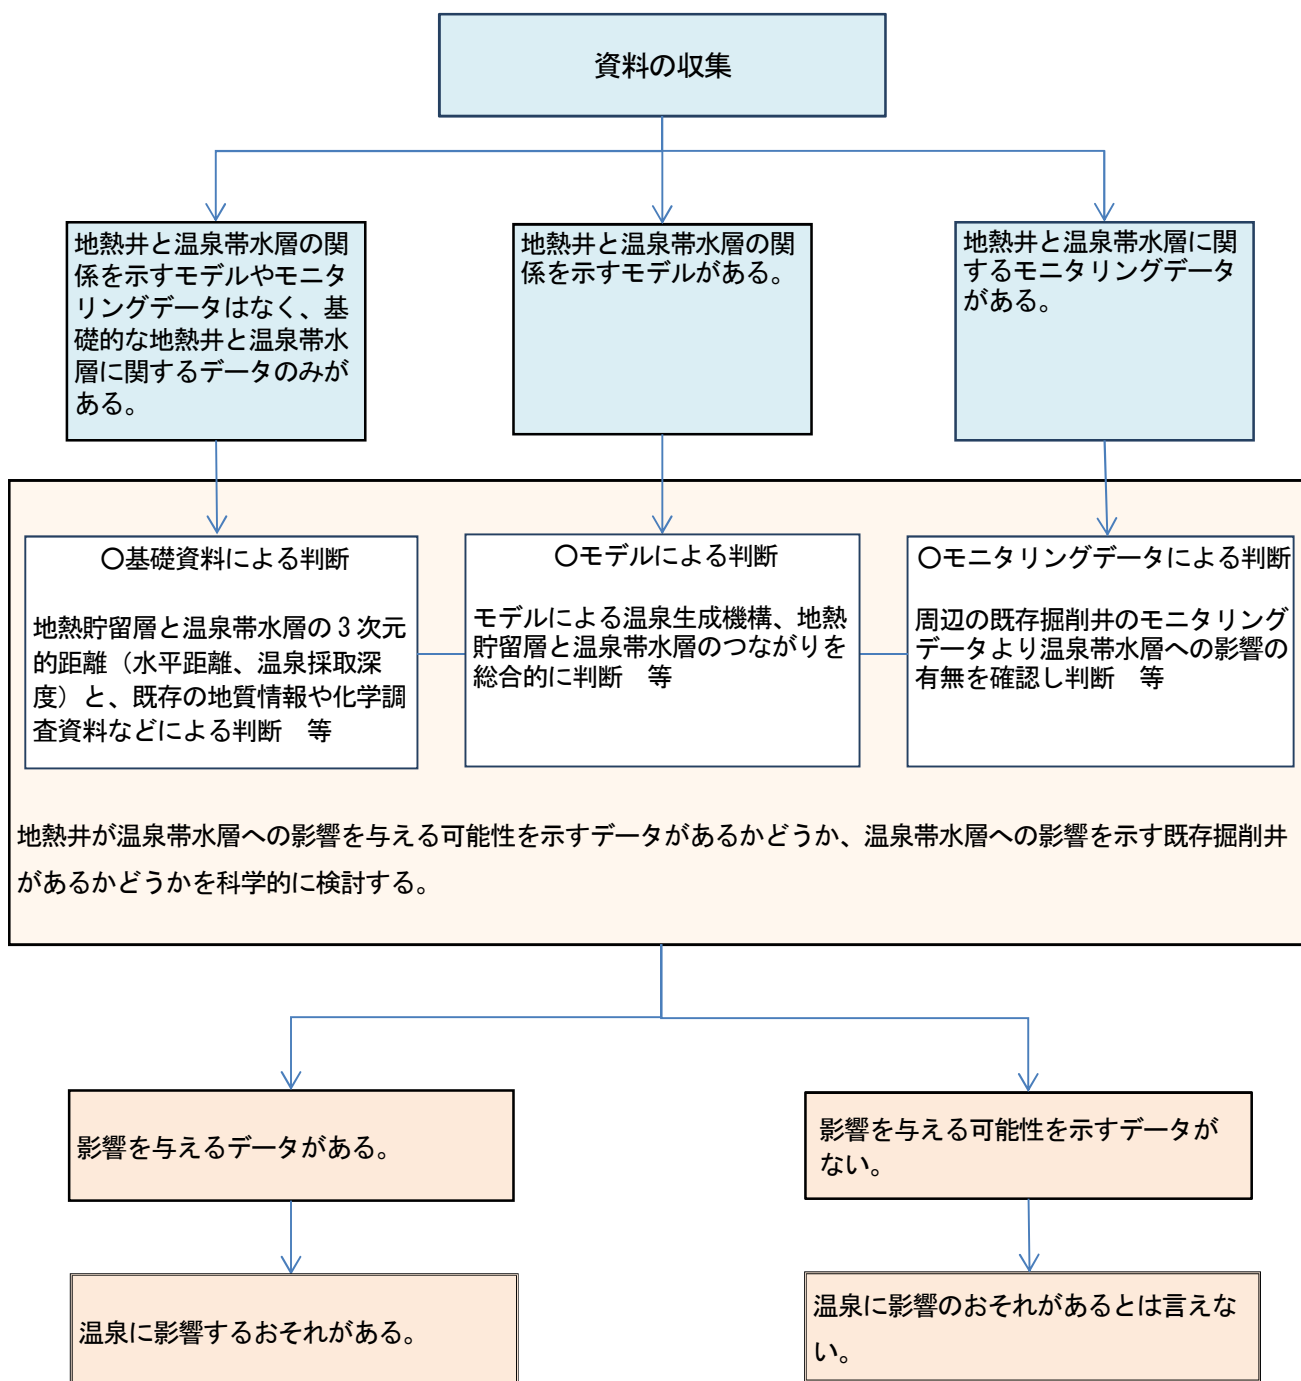 資料の収集
地熱井と温泉帯水層の関
係を示すモデルやモニタ
リングデータはなく、基
礎的な地熱井と温泉帯水
層に関するデータのみが
ある。
地熱井と温泉帯水層の関
係を示すモデルがある。
地熱井と温泉帯水層に関
するモニタリングデータ
がある。
〇基礎資料による判断
地熱貯留層と温泉帯水層の3次元
的距離（水平距離、温泉採取深
度）と、既存の地質情報や化学調
査資料などによる判断　等
〇モデルによる判断
モデルによる温泉生成機構、地熱
貯留層と温泉帯水層のつながりを
総合的に判断　等
〇モニタリングデータによる判断
周辺の既存掘削井のモニタリング
データより温泉帯水層への影響の
有無を確認し判断　等
地熱井が温泉帯水層への影響を与える可能性を示すデータがあるかどうか、温泉帯水層への影響を示す既存掘削井
があるかどうかを科学的に検討する。
影響を与えるデータがある。
影響を与える可能性を示すデータが
ない。
温泉に影響するおそれがある。
温泉に影響のおそれがあるとは言えな
い。